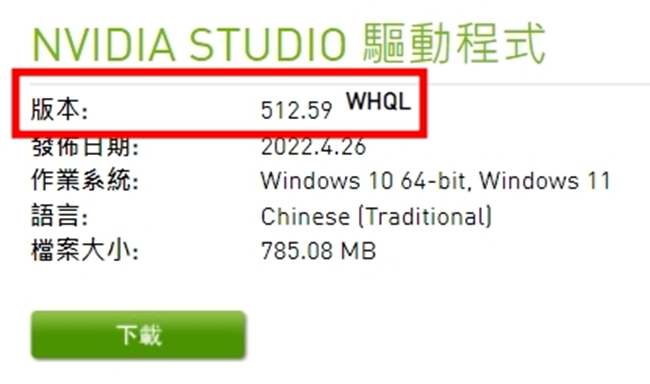 NVIDIA STUDIO 驅動程式
版本: 512.59 WHQL
發佈日期: 2022.4.26
作業系統: Windows 10 64-bit, Windows 11
語言: Chinese (Traditional)
檔案大小: 785.08 MB
下載